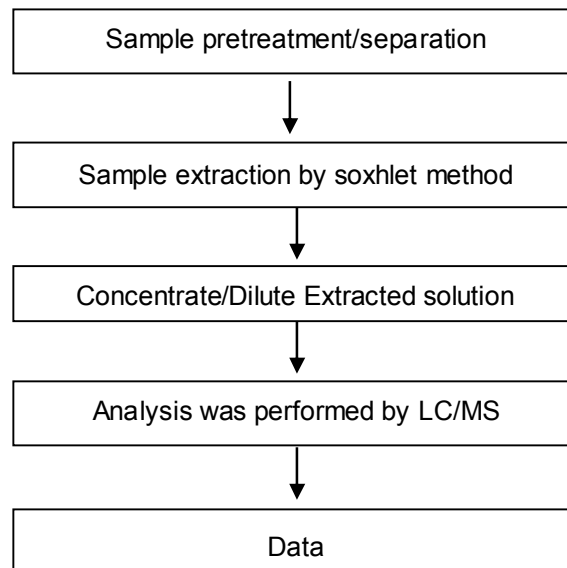 Sample pretreatment/separation
Sample extraction by soxhlet method
Concentrate/Dilute Extracted solution
Analysis was performed by LC/MS
Data